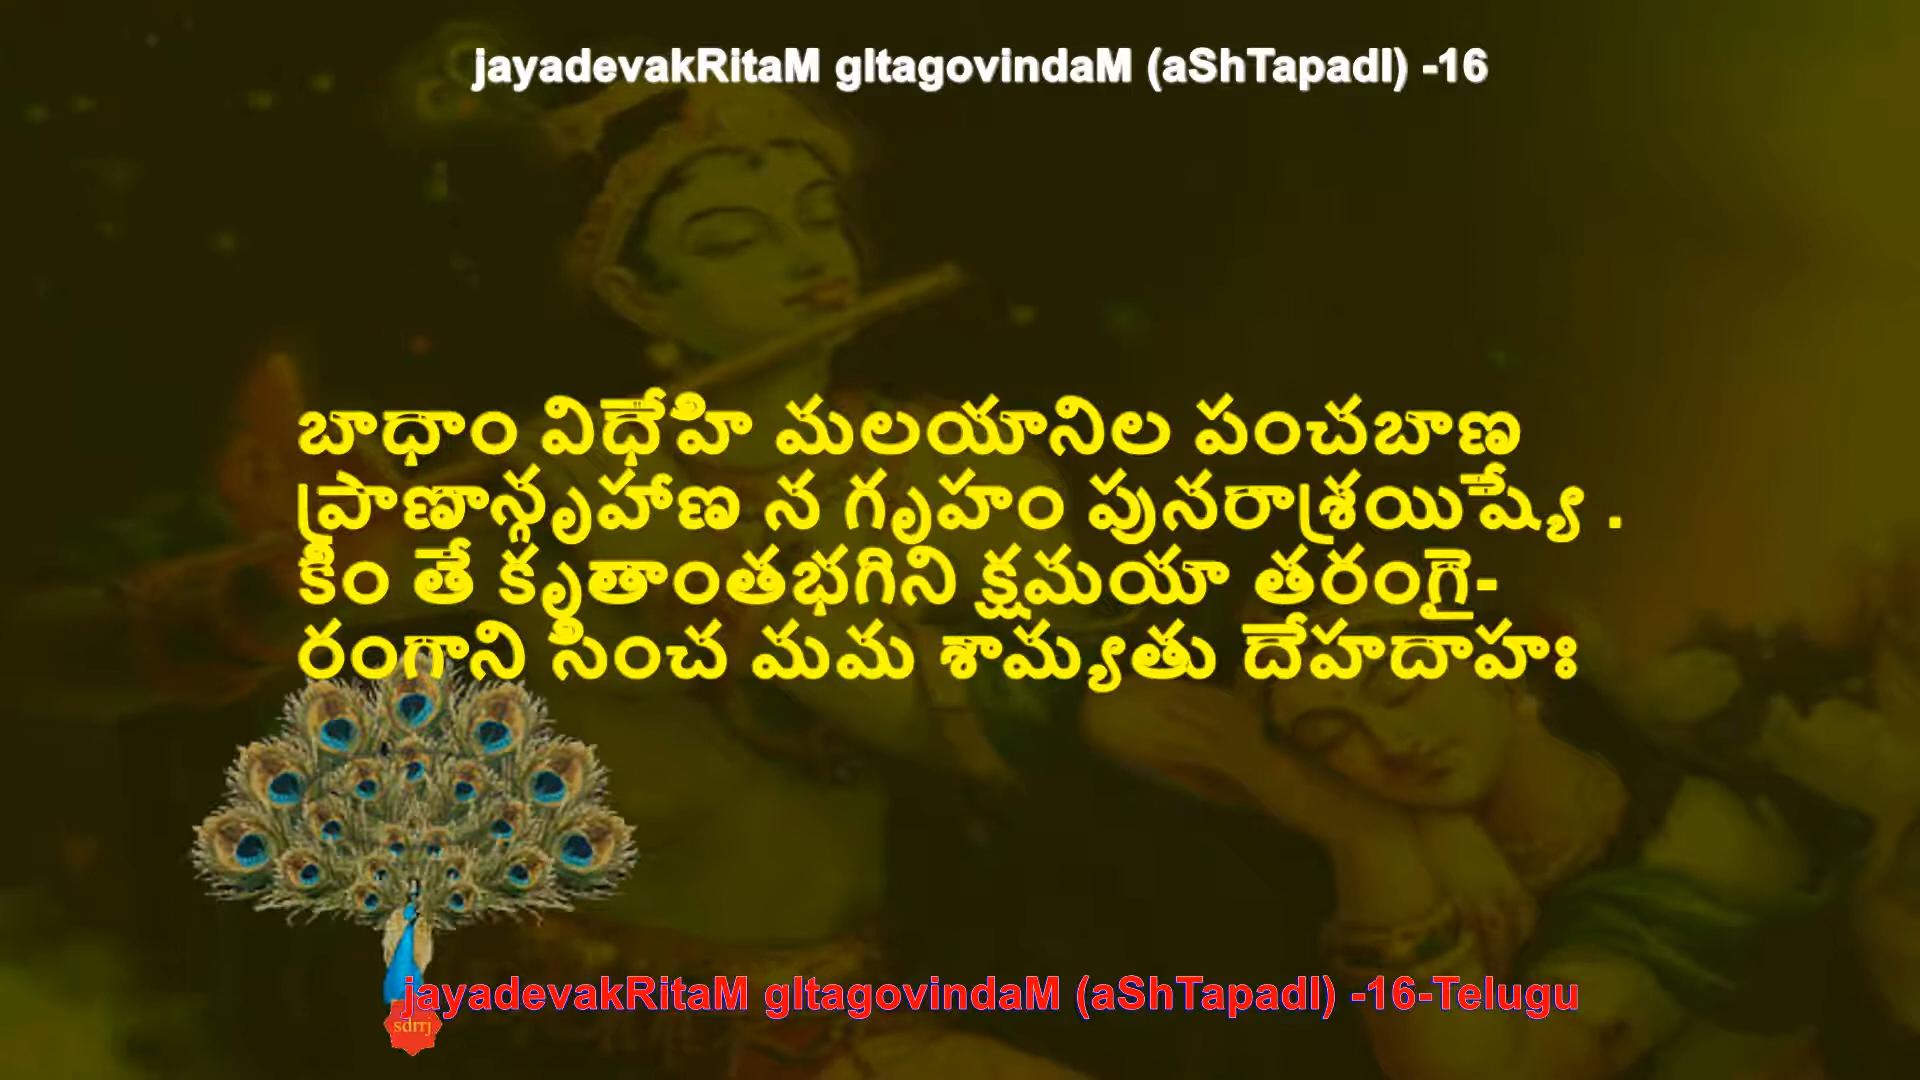 jayadevakRitaM gItagovindaM (aShTapadI) -16
బాధాం విధేహి మలయానిల పంచబాణ
ప్రాణాన్గృహాణ న గృహం పునరాశ్రయిష్యే .
కిం తే కృతాంతభగిని క్షమయా తరంగై-
రంగాని సించ మమ శామ్యతు దేహదాహః
jayadevakRitaM gItagovindaM (aShTapadI) -16-Telugu
sdrrj